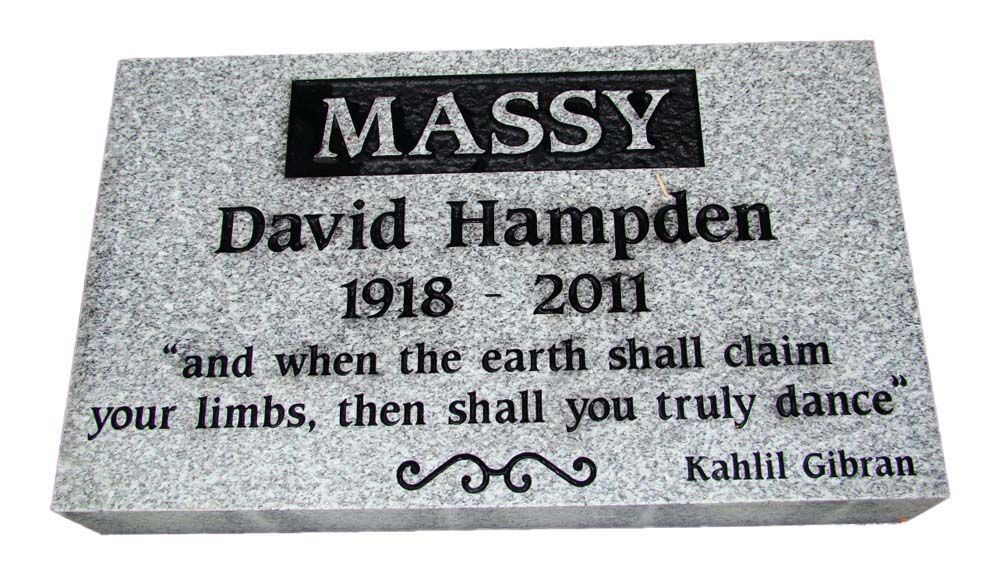 MASSY
David Hampden
1918 - 2011
“and when the earth shall claim
your limbs, then shall you truly dance”
Kahlil Gibran